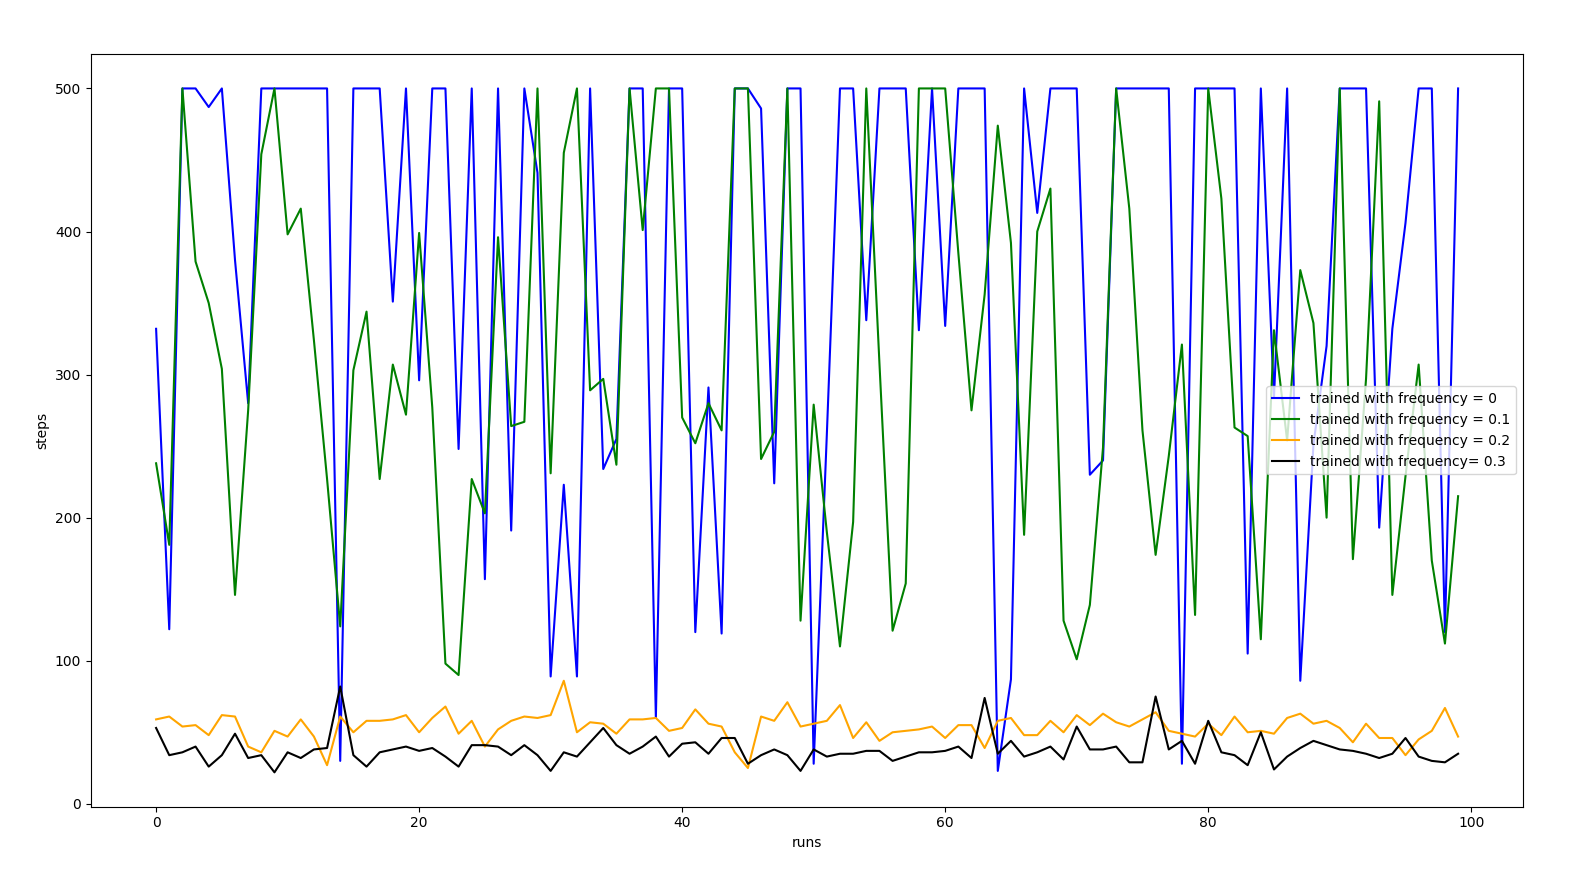 500
400
300
200
100
0
steps
0 20 40 60 80 100
runs
trained with frequency = 0
trained with frequency = 0.1
trained with frequency = 0.2
trained with frequency= 0.3